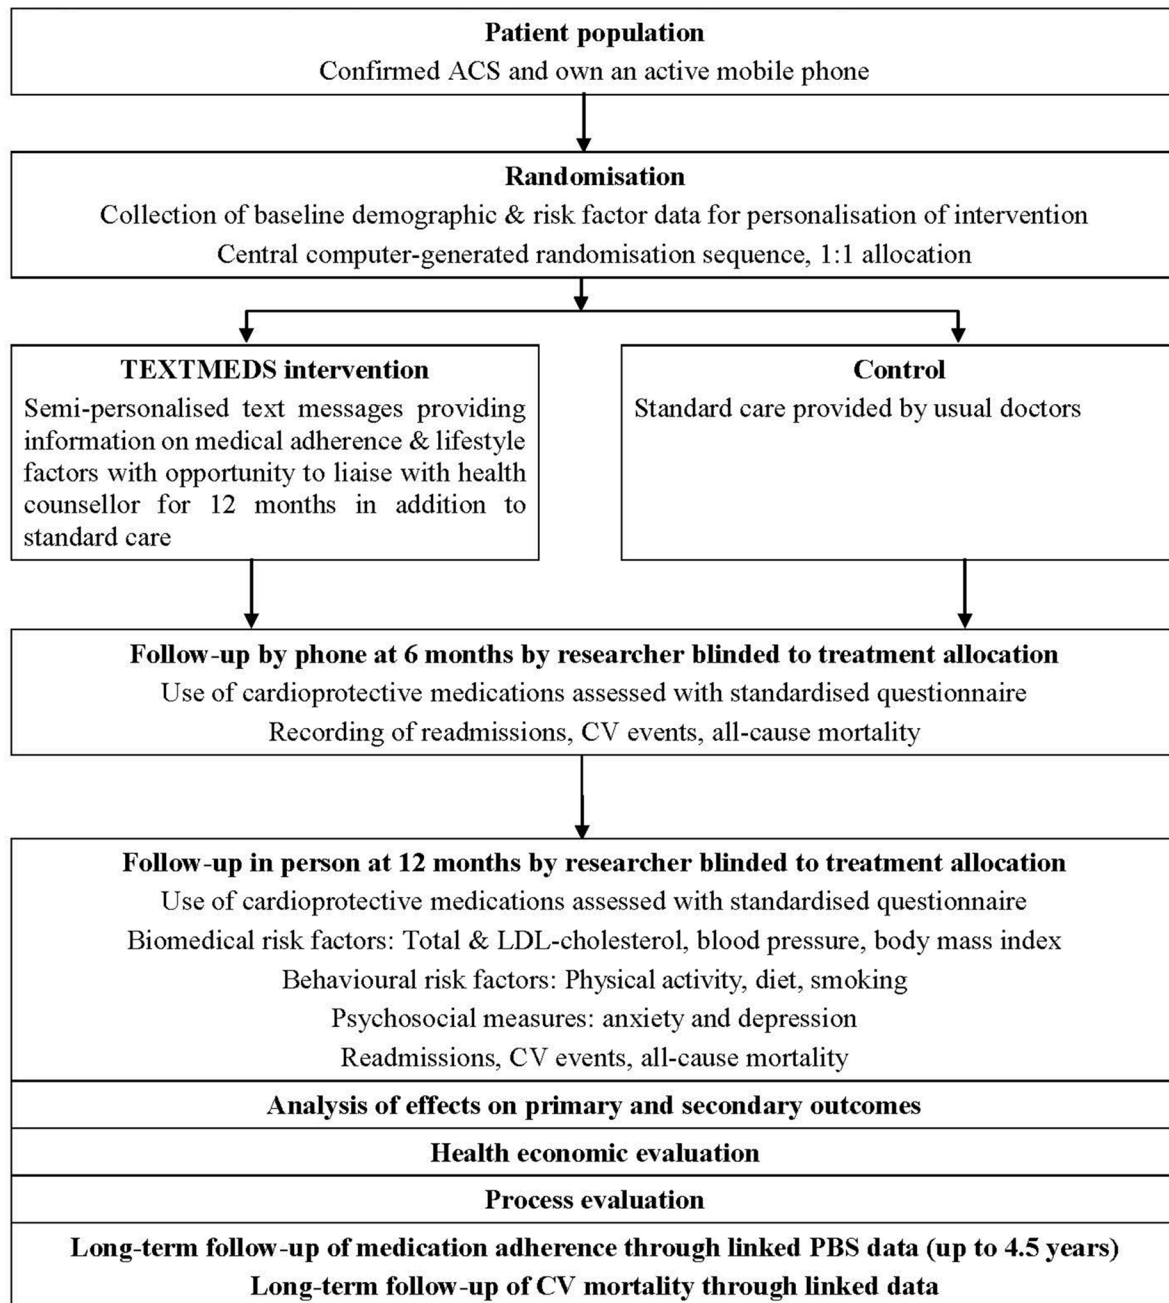 Patient population
Confirmed ACS and own an active mobile phone
Randomisation
Collection of baseline demographic & risk factor data for personalisation of intervention
Central computer-generated randomisation sequence, 1:1 allocation
TEXTMEDS intervention
Semi-personalised text messages providing
information on medical adherence & lifestyle
factors with opportunity to liaise with health
counsellor for 12 months in addition to
standard care
Control
Standard care provided by usual doctors
Follow-up by phone at 6 months by researcher blinded to treatment allocation
Use of cardioprotective medications assessed with standardised questionnaire
Recording of readmissions, CV events, all-cause mortality
Follow-up in person at 12 months by researcher blinded to treatment allocation
Use of cardioprotective medications assessed with standardised questionnaire
Biomedical risk factors: Total & LDL-cholesterol, blood pressure, body mass index
Behavioural risk factors: Physical activity, diet, smoking
Psychosocial measures: anxiety and depression
Readmissions, CV events, all-cause mortality
Analysis of effects on primary and secondary outcomes
Health economic evaluation
Process evaluation
Long-term follow-up of medication adherence through linked PBS data (up to 4.5 years)
Long-term follow-up of CV mortality through linked data